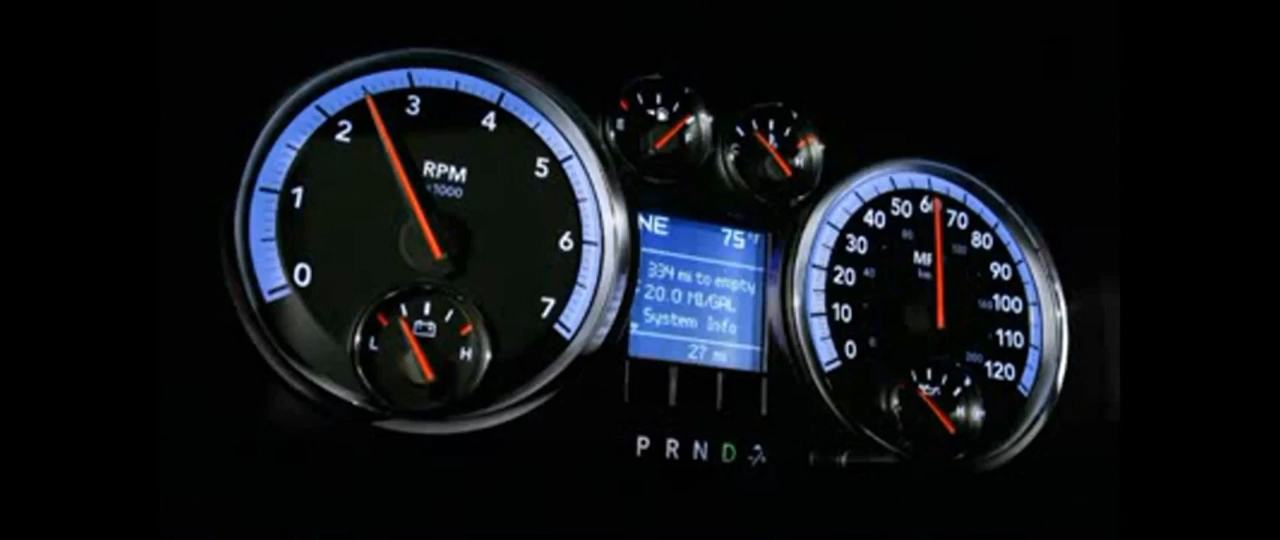 0
1
2
3
4
5
6
7
RPM
x1000
L
H
E
F
C
H
NE 75°F
334 mi to empty
20.0 MI/GAL
System Info
27 mi
P R N D
0
10
20
30
40
50
60
70
80
90
100
110
120